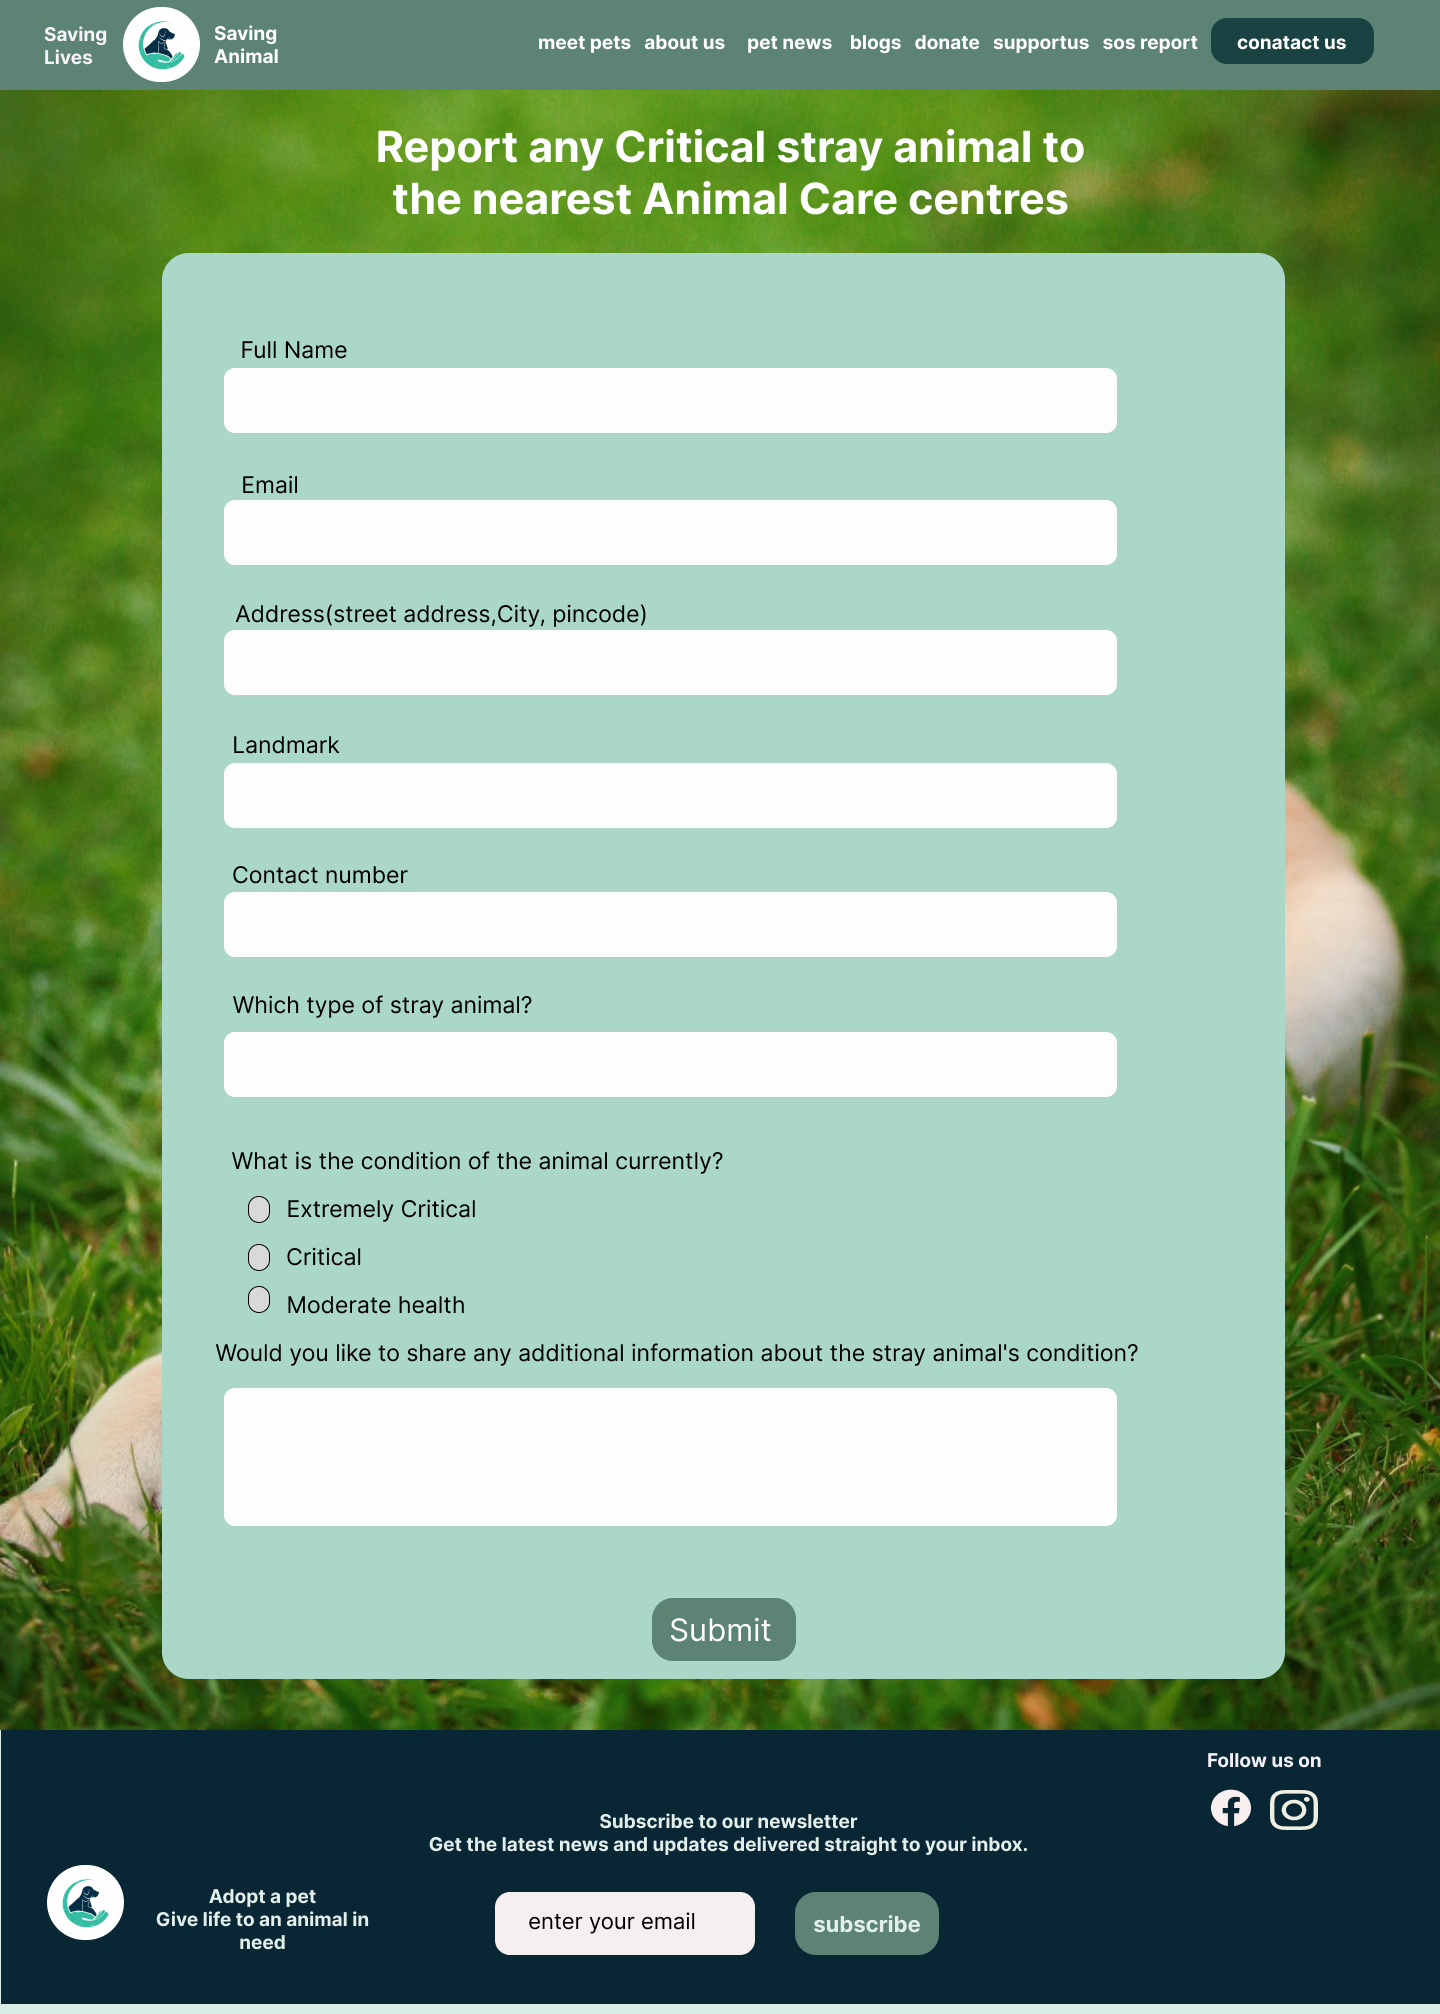 Saving
Lives
Saving
Animal
meet pets about us pet news blogs donate supportus sos report conatact us
Report any Critical stray animal to
the nearest Animal Care centres
Full Name
Email
Address(street address,City, pincode)
Landmark
Contact number
Which type of stray animal?
What is the condition of the animal currently?
Extremely Critical
Critical
Moderate health
Would you like to share any additional information about the stray animal's condition?
Submit
Follow us on
Subscribe to our newsletter
Get the latest news and updates delivered straight to your inbox.
Adopt a pet
Give life to an animal in
need
enter your email
subscribe